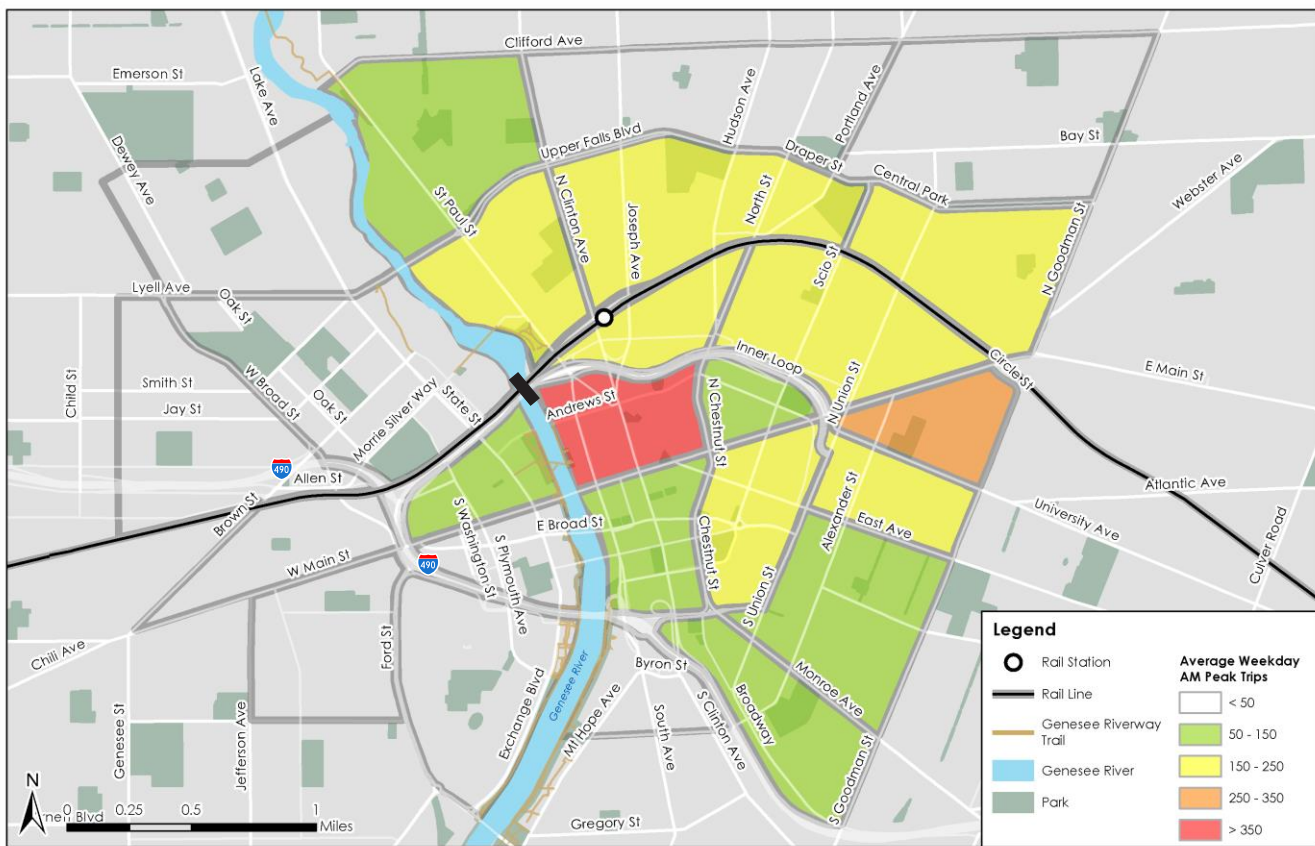 Clifford Ave
Emerson St
Lake Ave
Dewey Ave
Hudson Ave
Portland Ave
Upper Falls Blvd
Bay St
Draper St
Central Park
Webster Ave
St Paul St
N Clinton Ave
Joseph Ave
North St
Scio St
N Goodman St
Lyell Ave
Oak St
Child St
Smith St
Jay St
W Broad St
Oak St
Morrie Silver Way
State St
Andrews St
Inner Loop
N Chestnut St
N Union St
Circle St
E Main St
490
Allen St
Brown St
Atlantic Ave
Alexander St
University Ave
Culver Road
East Ave
E Broad St
S Washington St
S Plymouth Ave
W Main St
490
Chestnut St
S Union St
Chili Ave
Ford St
Genesee St
Jefferson Ave
Exchange Blvd
Genesee River
Mt Hope Ave
Byron St
South Ave
S Clinton Ave
Broadway
Monroe Ave
S Goodman St
Gregory St
N
0 0.25 0.5 1
Miles
Blvd
Legend
Rail Station
Rail Line
Genesee Riverway
Trail
Genesee River
Park
Average Weekday
AM Peak Trips
< 50
50 - 150
150 - 250
250 - 350
> 350